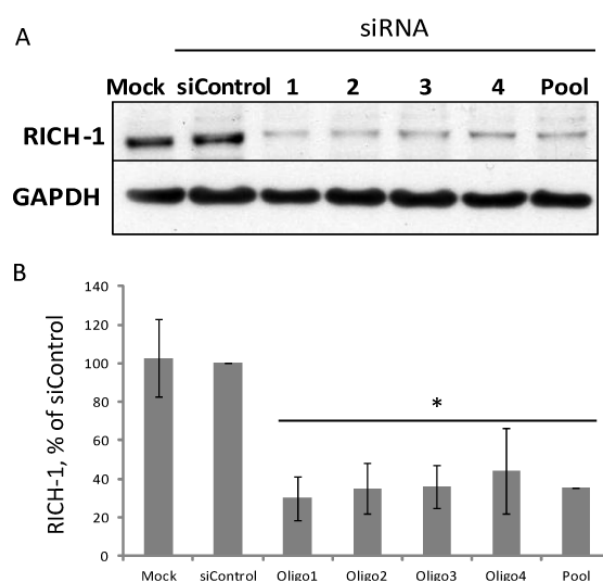 A
siRNA
Mock siControl 1 2 3 4 Pool
RICH-1
GAPDH
B
RICH-1, % of siControl
140
120
100
80
60
40
20
0
*
Mock siControl Oligo1 Oligo2 Oligo3 Oligo4 Pool